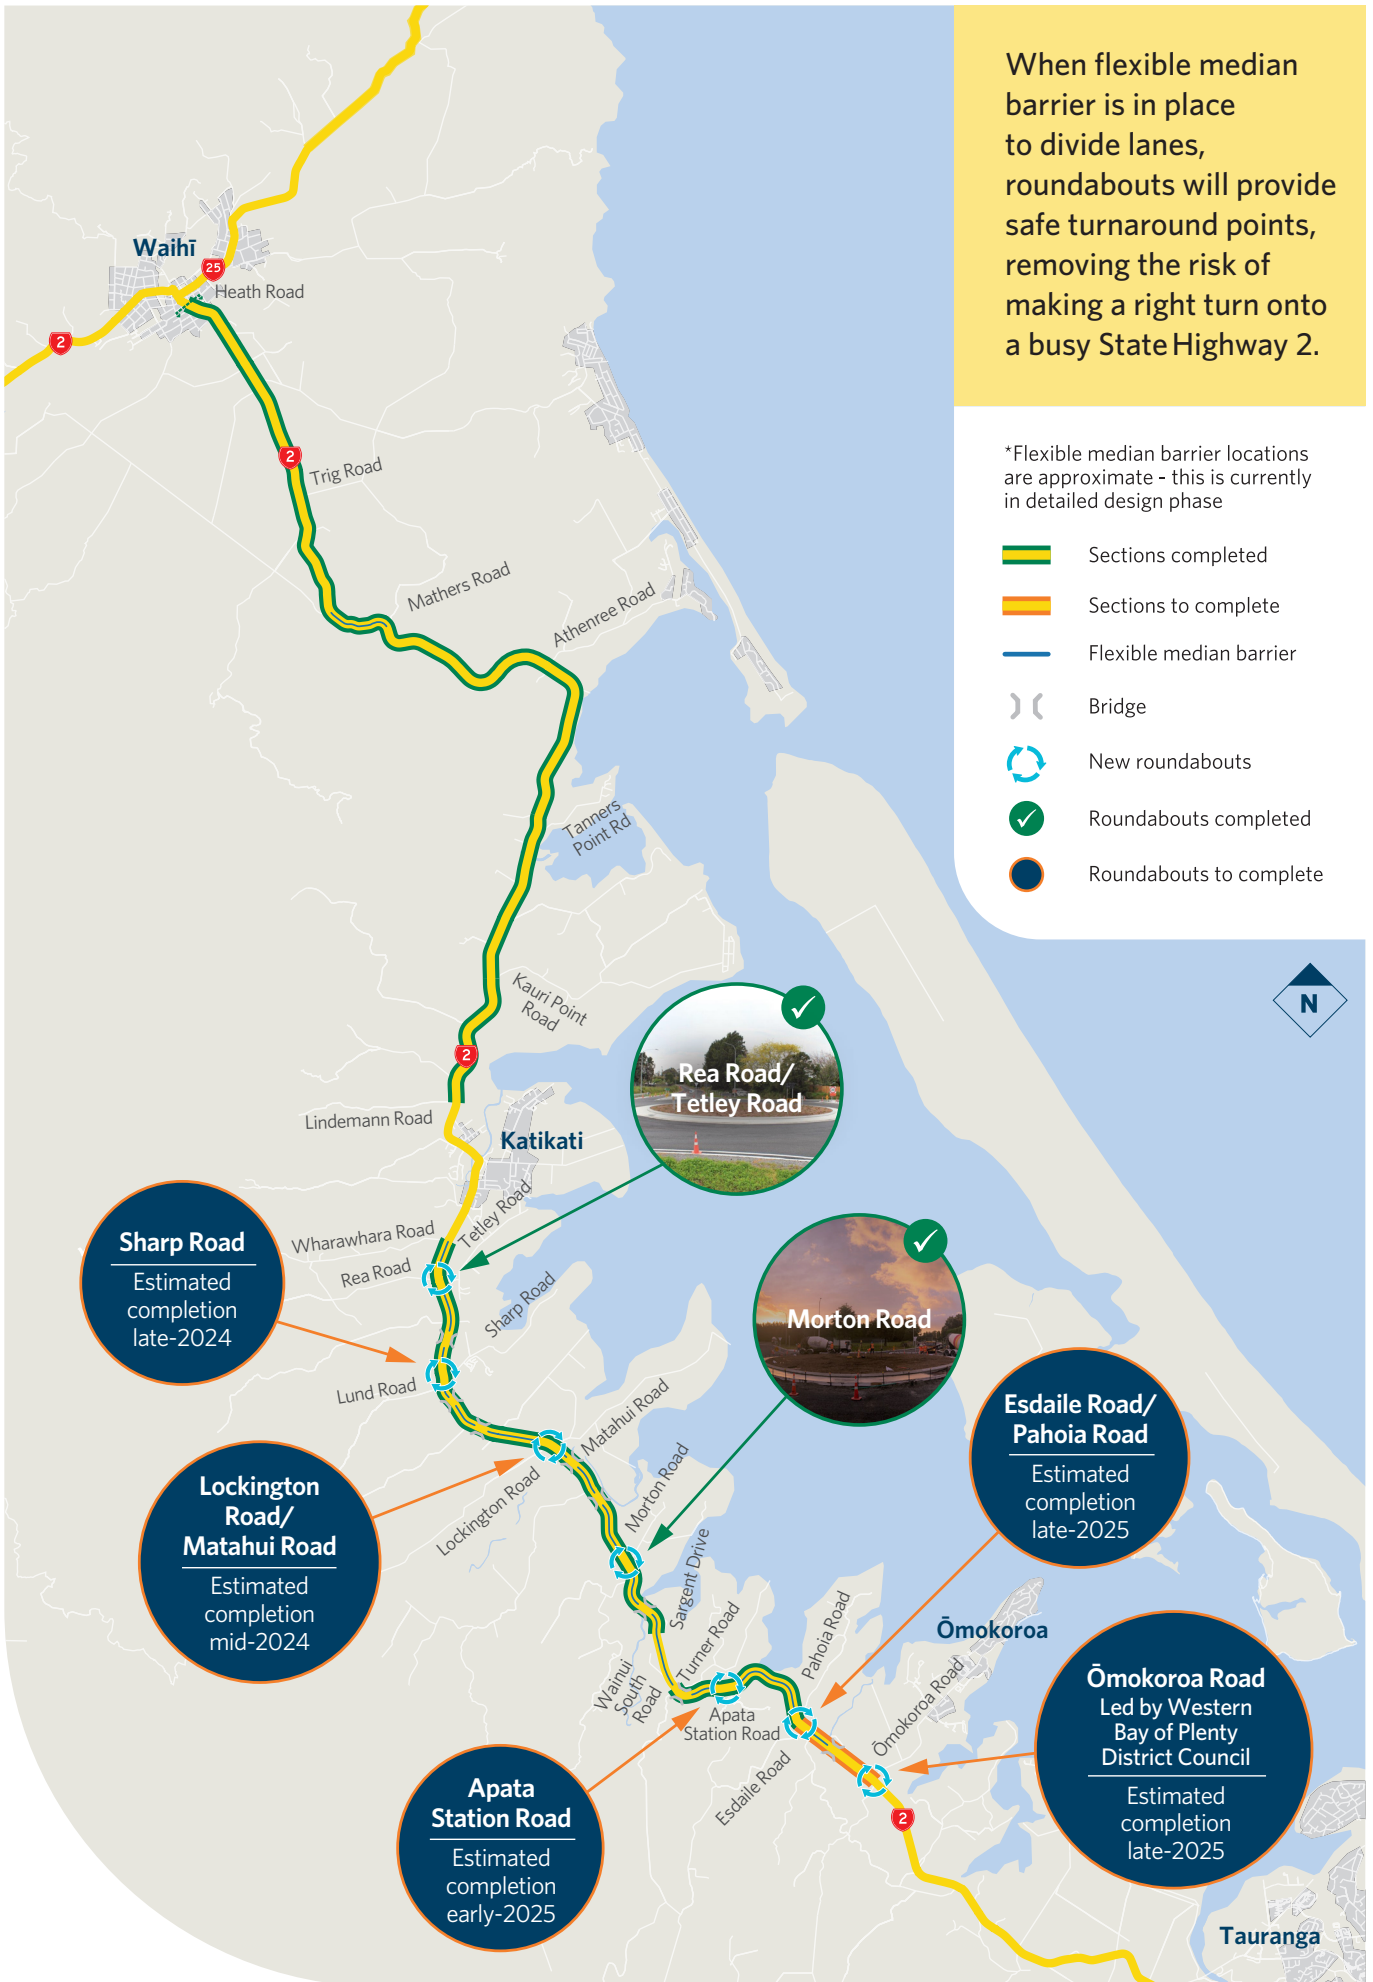 When flexible median
barrier is in place
to divide lanes,
roundabouts will provide
safe turnaround points,
removing the risk of
making a right turn onto
a busy State Highway 2.
*Flexible median barrier locations
are approximate - this is currently
in detailed design phase
Sections completed
Sections to complete
Flexible median barrier
Bridge
New roundabouts
Roundabouts completed
Roundabouts to complete
N
Waihī
25
Heath Road
2
2
Trig Road
Mathers Road
Athenree Road
Tanners
Point Rd
Kauri Point
Road
2
Lindemann Road
Katikati
Rea Road/
Tetley Road
Tetley Road
Wharawhara Road
Rea Road
Sharp Road
Sharp Road
Estimated
completion
late-2024
Lund Road
Morton Road
Matahui Road
Lockington Road
Morton Road
Lockington
Road/
Matahui Road
Estimated
completion
mid-2024
Esdaile Road/
Pahoia Road
Estimated
completion
late-2025
Sargent Drive
Turner Road
Wainui
South
Road
Pahoia Road
Ōmokoroa
Ōmokoroa Road
Apata
Station Road
Esdaile Road
Ōmokoroa Road
Led by Western
Bay of Plenty
District Council
Estimated
completion
late-2025
Apata
Station Road
Estimated
completion
early-2025
2
Tauranga